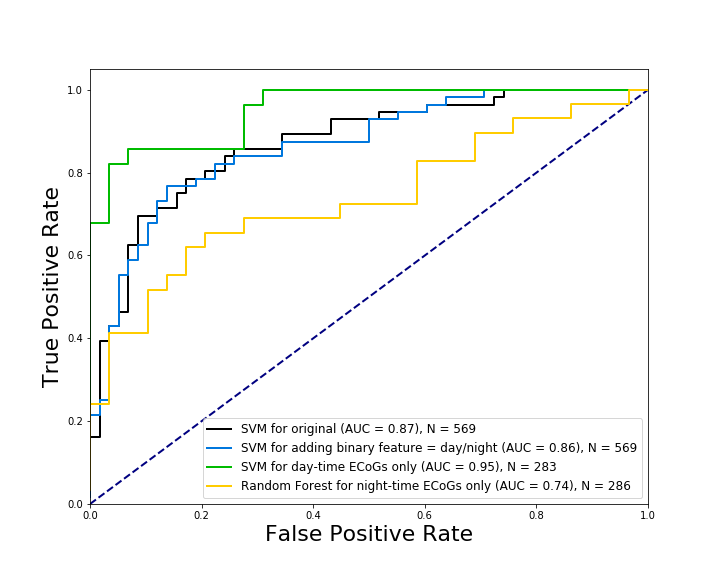 1.0
0.8
0.6
0.4
0.2
0.0
True Positive Rate
SVM for original (AUC = 0.87), N = 569
SVM for adding binary feature = day/night (AUC = 0.86), N = 569
SVM for day-time ECoGs only (AUC = 0.95), N = 283
Random Forest for night-time ECoGs only (AUC = 0.74), N = 286
0.0 0.2 0.4 0.6 0.8 1.0
False Positive Rate